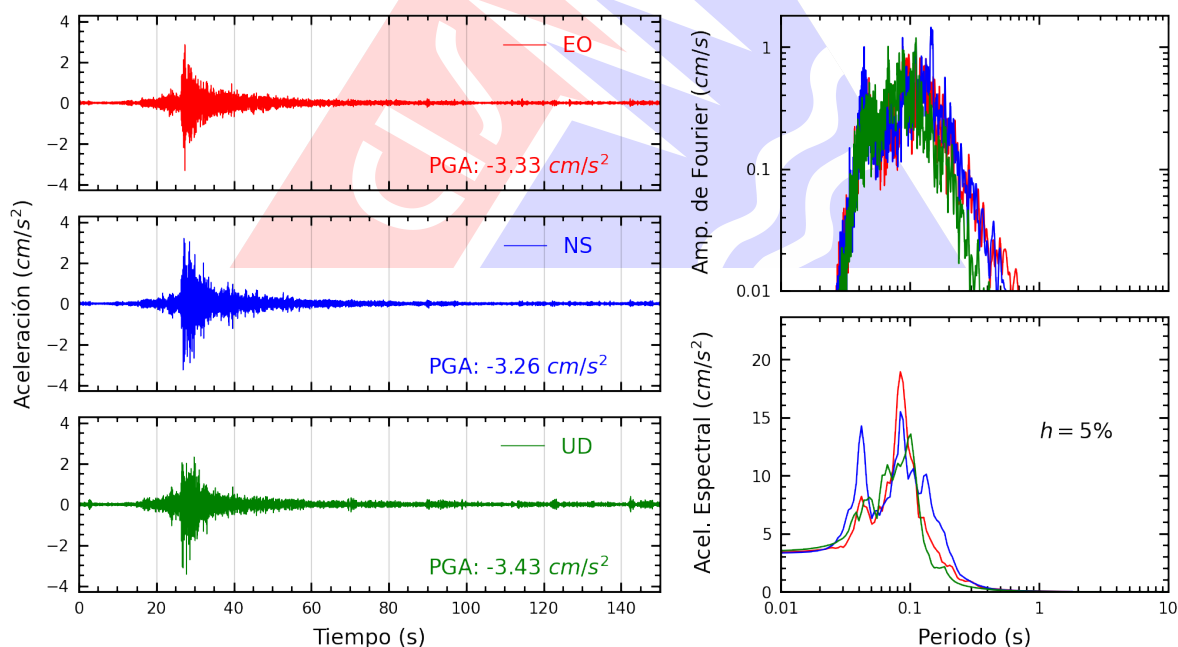 Aceleración (cm/s²)
4
2
0
−2
−4
EO
PGA: -3.33 cm/s²
4
2
0
−2
−4
NS
PGA: -3.26 cm/s²
4
2
0
−2
−4
UD
PGA: -3.43 cm/s²
0 20 40 60 80 100 120 140
Tiempo (s)
Amp. de Fourier (cm/s)
1
0.1
0.01
Acel. Espectral (cm/s²)
20
15
10
5
0
h = 5%
0.01 0.1 1 10
Periodo (s)